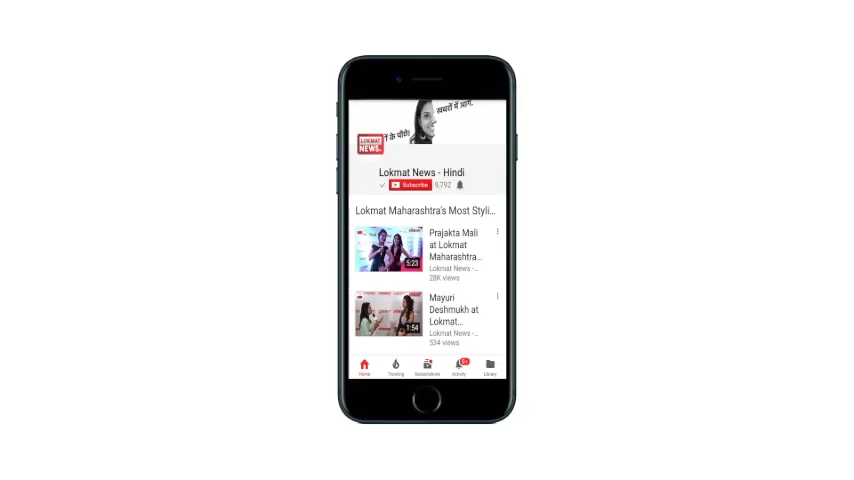 खबरों में आगे,
के पीछे।
LOKMAT
NEWS
Lokmat News - Hindi
Subscribe 9,792
Lokmat Maharashtra's Most Styli...
Prajakta Mali
at Lokmat
Maharashtra...
Lokmat News -...
28K views
5:23
Mayuri
Deshmukh at
Lokmat...
Lokmat News -...
534 views
1:54
9+
Home Trending Subscriptions Activity Library